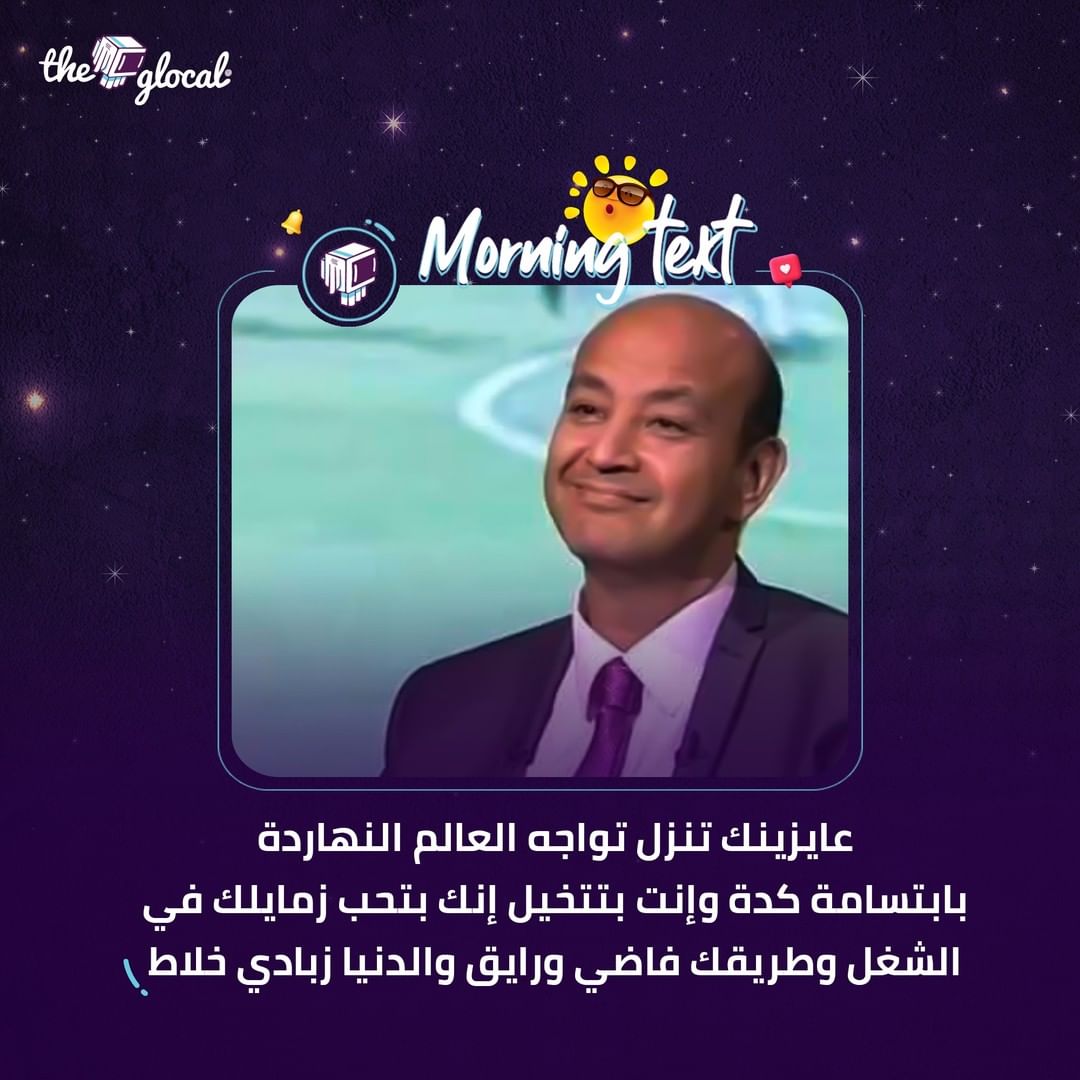 the glocal
Morning text
عايزينك تنزل تواجه العالم النهاردة
بابتسامة كدة وإنت بتتخيل إنك بتحب زمايلك في
الشغل وطريقك فاضي ورايق والدنيا زبادي خلاط